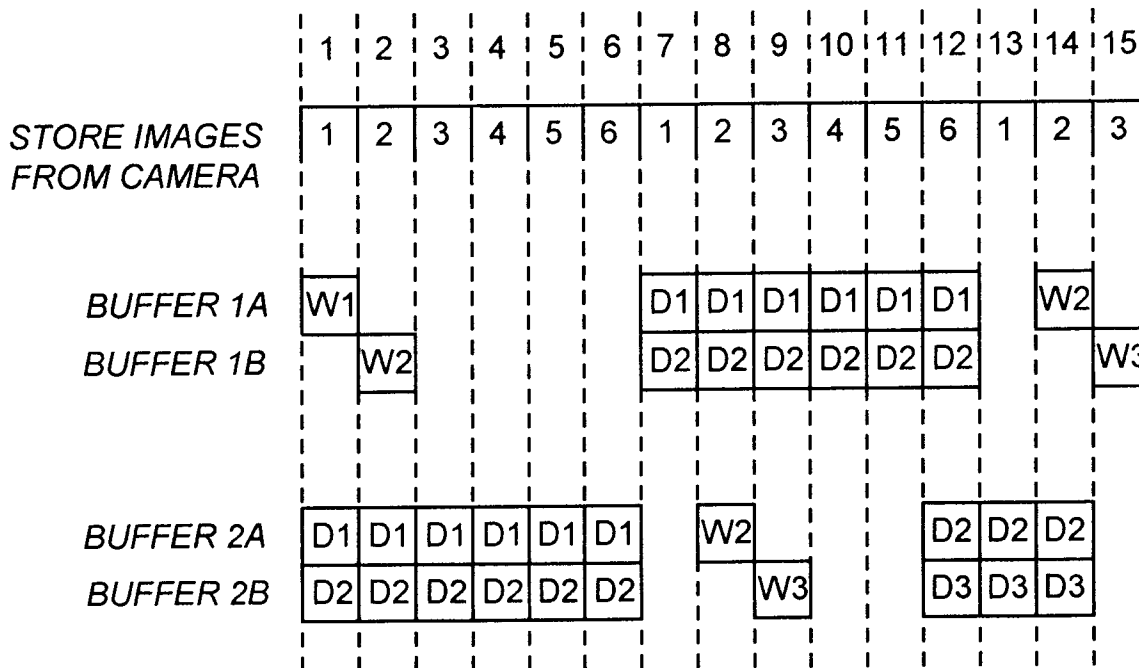 1 2 3 4 5 6 7 8 9 10 11 12 13 14 15
STORE IMAGES 1 2 3 4 5 6 1 2 3 4 5 6 1 2 3
FROM CAMERA
BUFFER 1A W1 D1 D1 D1 D1 D1 D1 W2
BUFFER 1B W2 D2 D2 D2 D2 D2 D2 W3
BUFFER 2A D1 D1 D1 D1 D1 D1 W2 D2 D2 D2
BUFFER 2B D2 D2 D2 D2 D2 D2 W3 D3 D3 D3